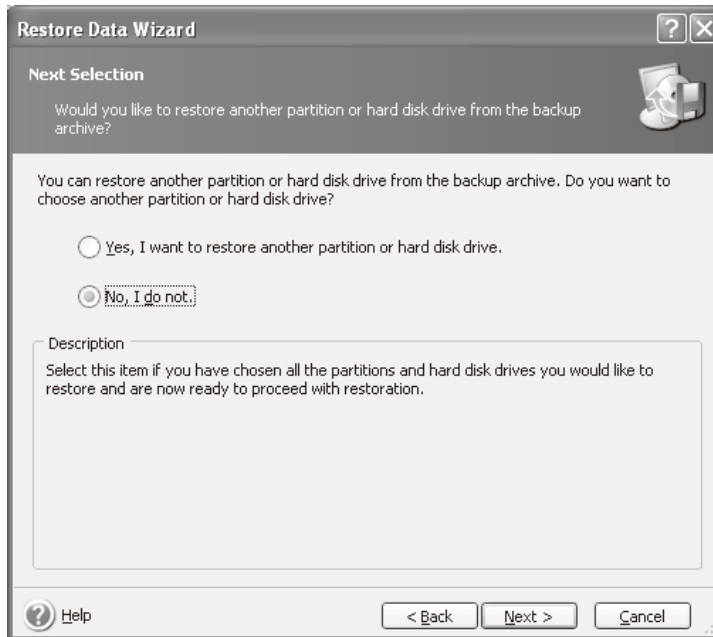 Restore Data Wizard
Next Selection
Would you like to restore another partition or hard disk drive from the backup
archive?
You can restore another partition or hard disk drive from the backup archive. Do you want to
choose another partition or hard disk drive?
Yes, I want to restore another partition or hard disk drive.
No, I do not.
Description
Select this item if you have chosen all the partitions and hard disk drives you would like to
restore and are now ready to proceed with restoration.
Help
< Back
Next >
Cancel